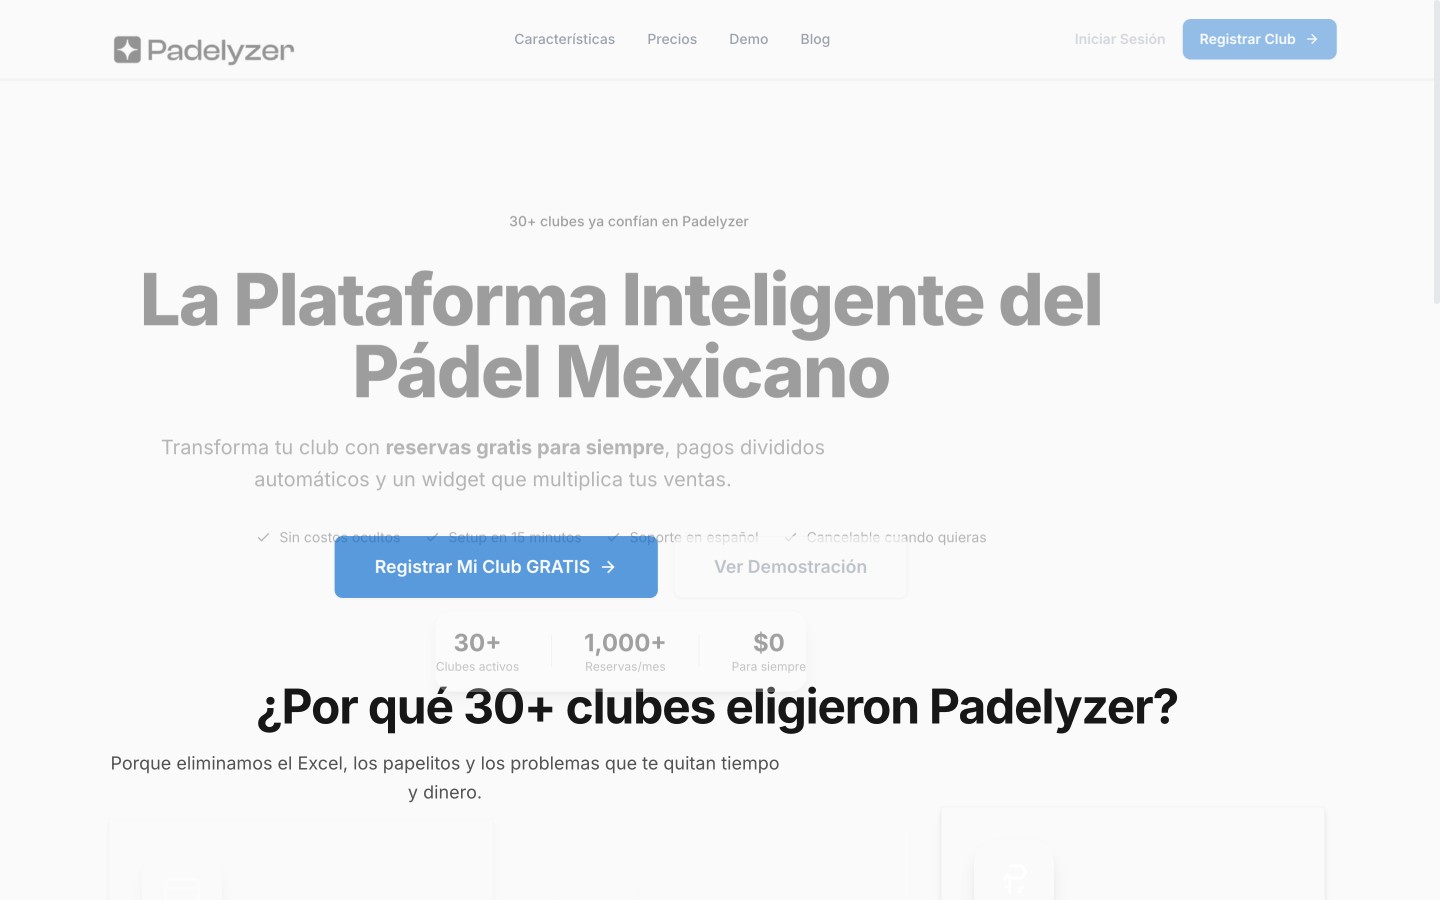 Padelyzer
Características
Precios
Demo
Blog
Iniciar Sesión
Registrar Club →
30+ clubes ya confían en Padelyzer
La Plataforma Inteligente del
Pádel Mexicano
Transforma tu club con reservas gratis para siempre, pagos divididos
automáticos y un widget que multiplica tus ventas.
✓ Sin costos ocultos ✓ Setup en 15 minutos ✓ Soporte en español ✓ Cancelable cuando quieras
Registrar Mi Club GRATIS →
Ver Demostración
30+
Clubes activos
1,000+
Reservas/mes
$0
Para siempre
¿Por qué 30+ clubes eligieron Padelyzer?
Porque eliminamos el Excel, los papelitos y los problemas que te quitan tiempo
y dinero.